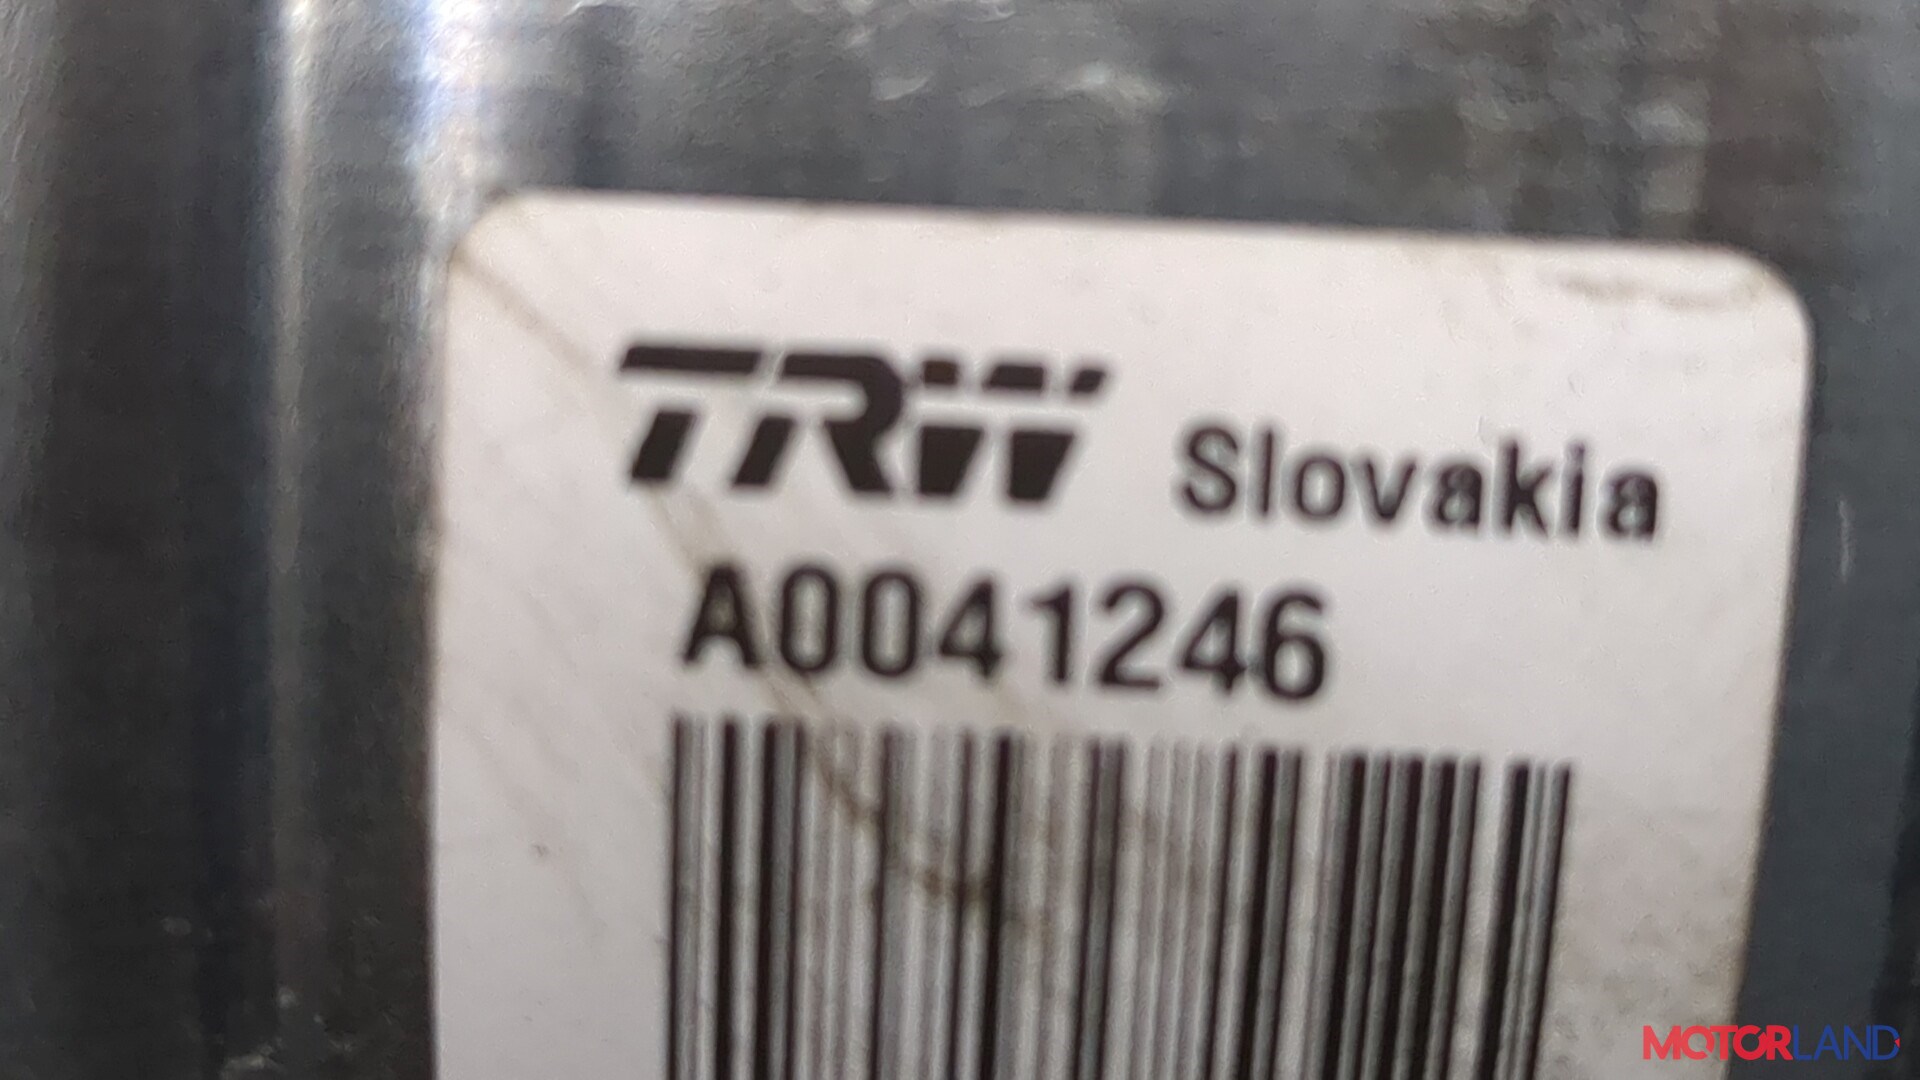 TRW Slovakia
A0041246
MOTORLAND